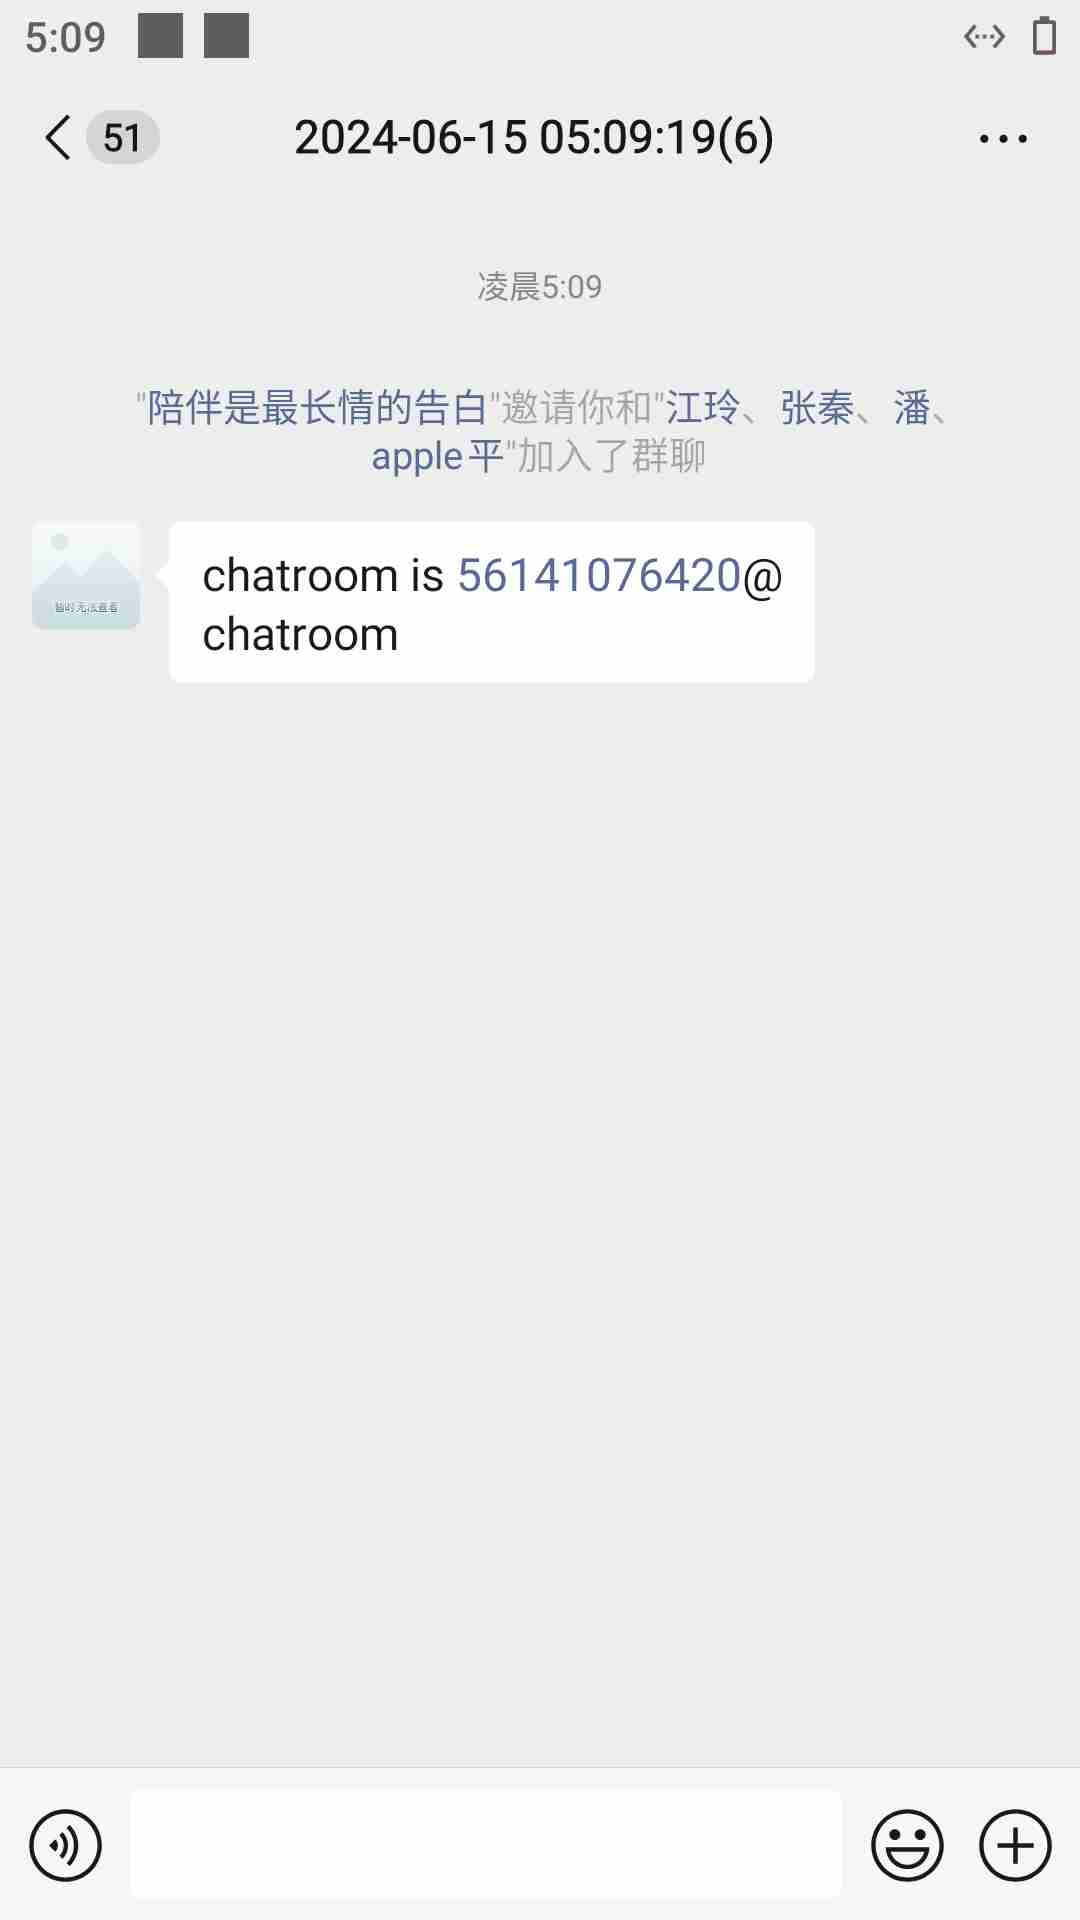 5:09
51
2024-06-15 05:09:19(6)
凌晨5:09
"陪伴是最长情的告白"邀请你和"江玲、张秦、潘、
apple平"加入了群聊
暂时无法查看
chatroom is 56141076420@
chatroom